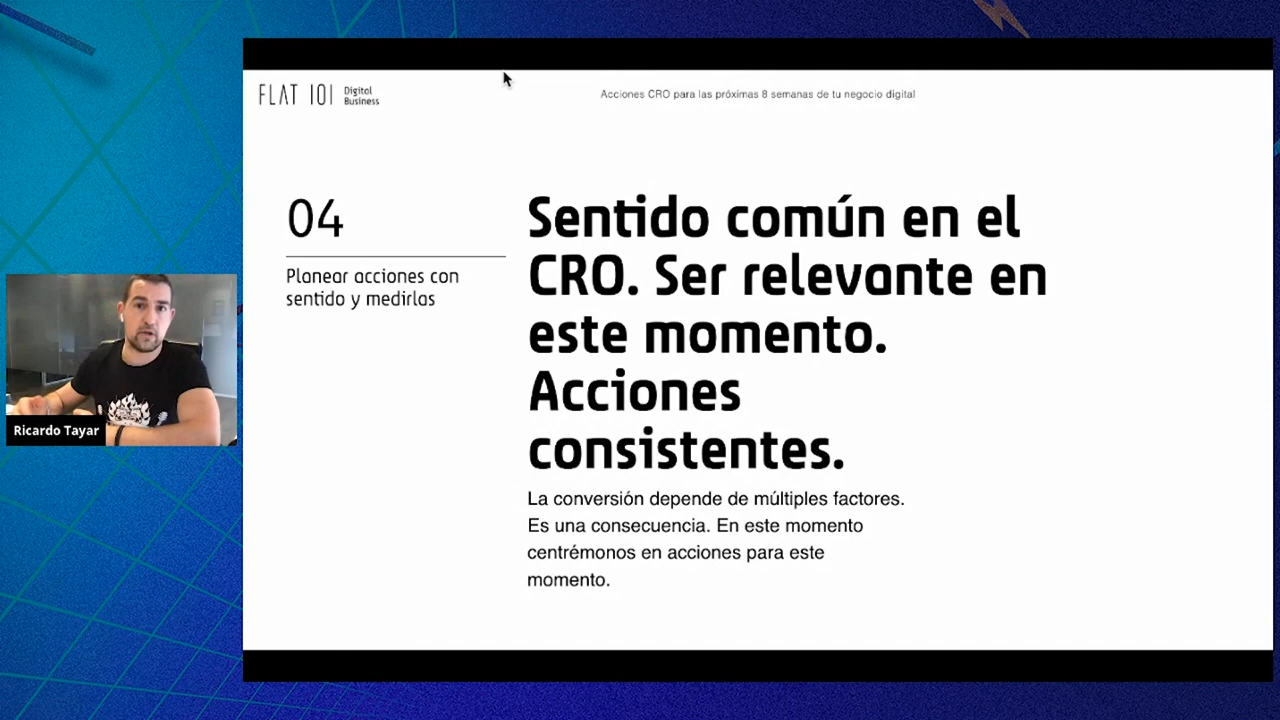 FLAT 101 Digital Business
Acciones CRO para las próximas 8 semanas de tu negocio digital
04
Planear acciones con
sentido y medirlas
Sentido común en el
CRO. Ser relevante en
este momento.
Acciones
consistentes.
La conversión depende de múltiples factores.
Es una consecuencia. En este momento
centrémonos en acciones para este
momento.
Ricardo Tayar